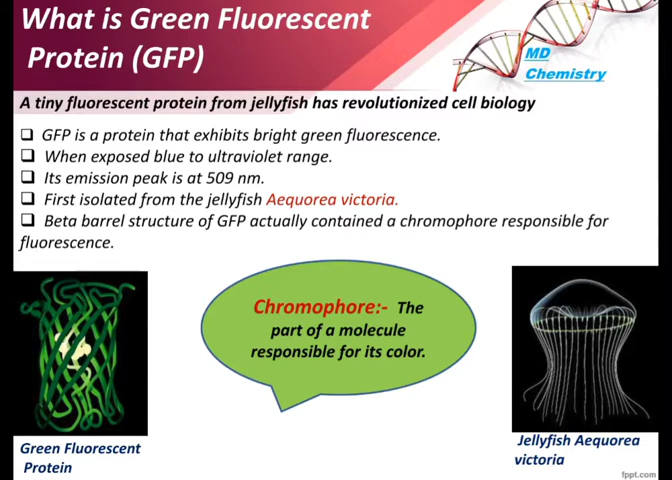 What is Green Fluorescent
Protein (GFP)
MD
Chemistry
A tiny fluorescent protein from jellyfish has revolutionized cell biology
❑ GFP is a protein that exhibits bright green fluorescence.
❑ When exposed blue to ultraviolet range.
❑ Its emission peak is at 509 nm.
❑ First isolated from the jellyfish Aequorea victoria.
❑ Beta barrel structure of GFP actually contained a chromophore responsible for
fluorescence.
Chromophore:- The
part of a molecule
responsible for its color.
Green Fluorescent
Protein
Jellyfish Aequorea
victoria
fppt.com